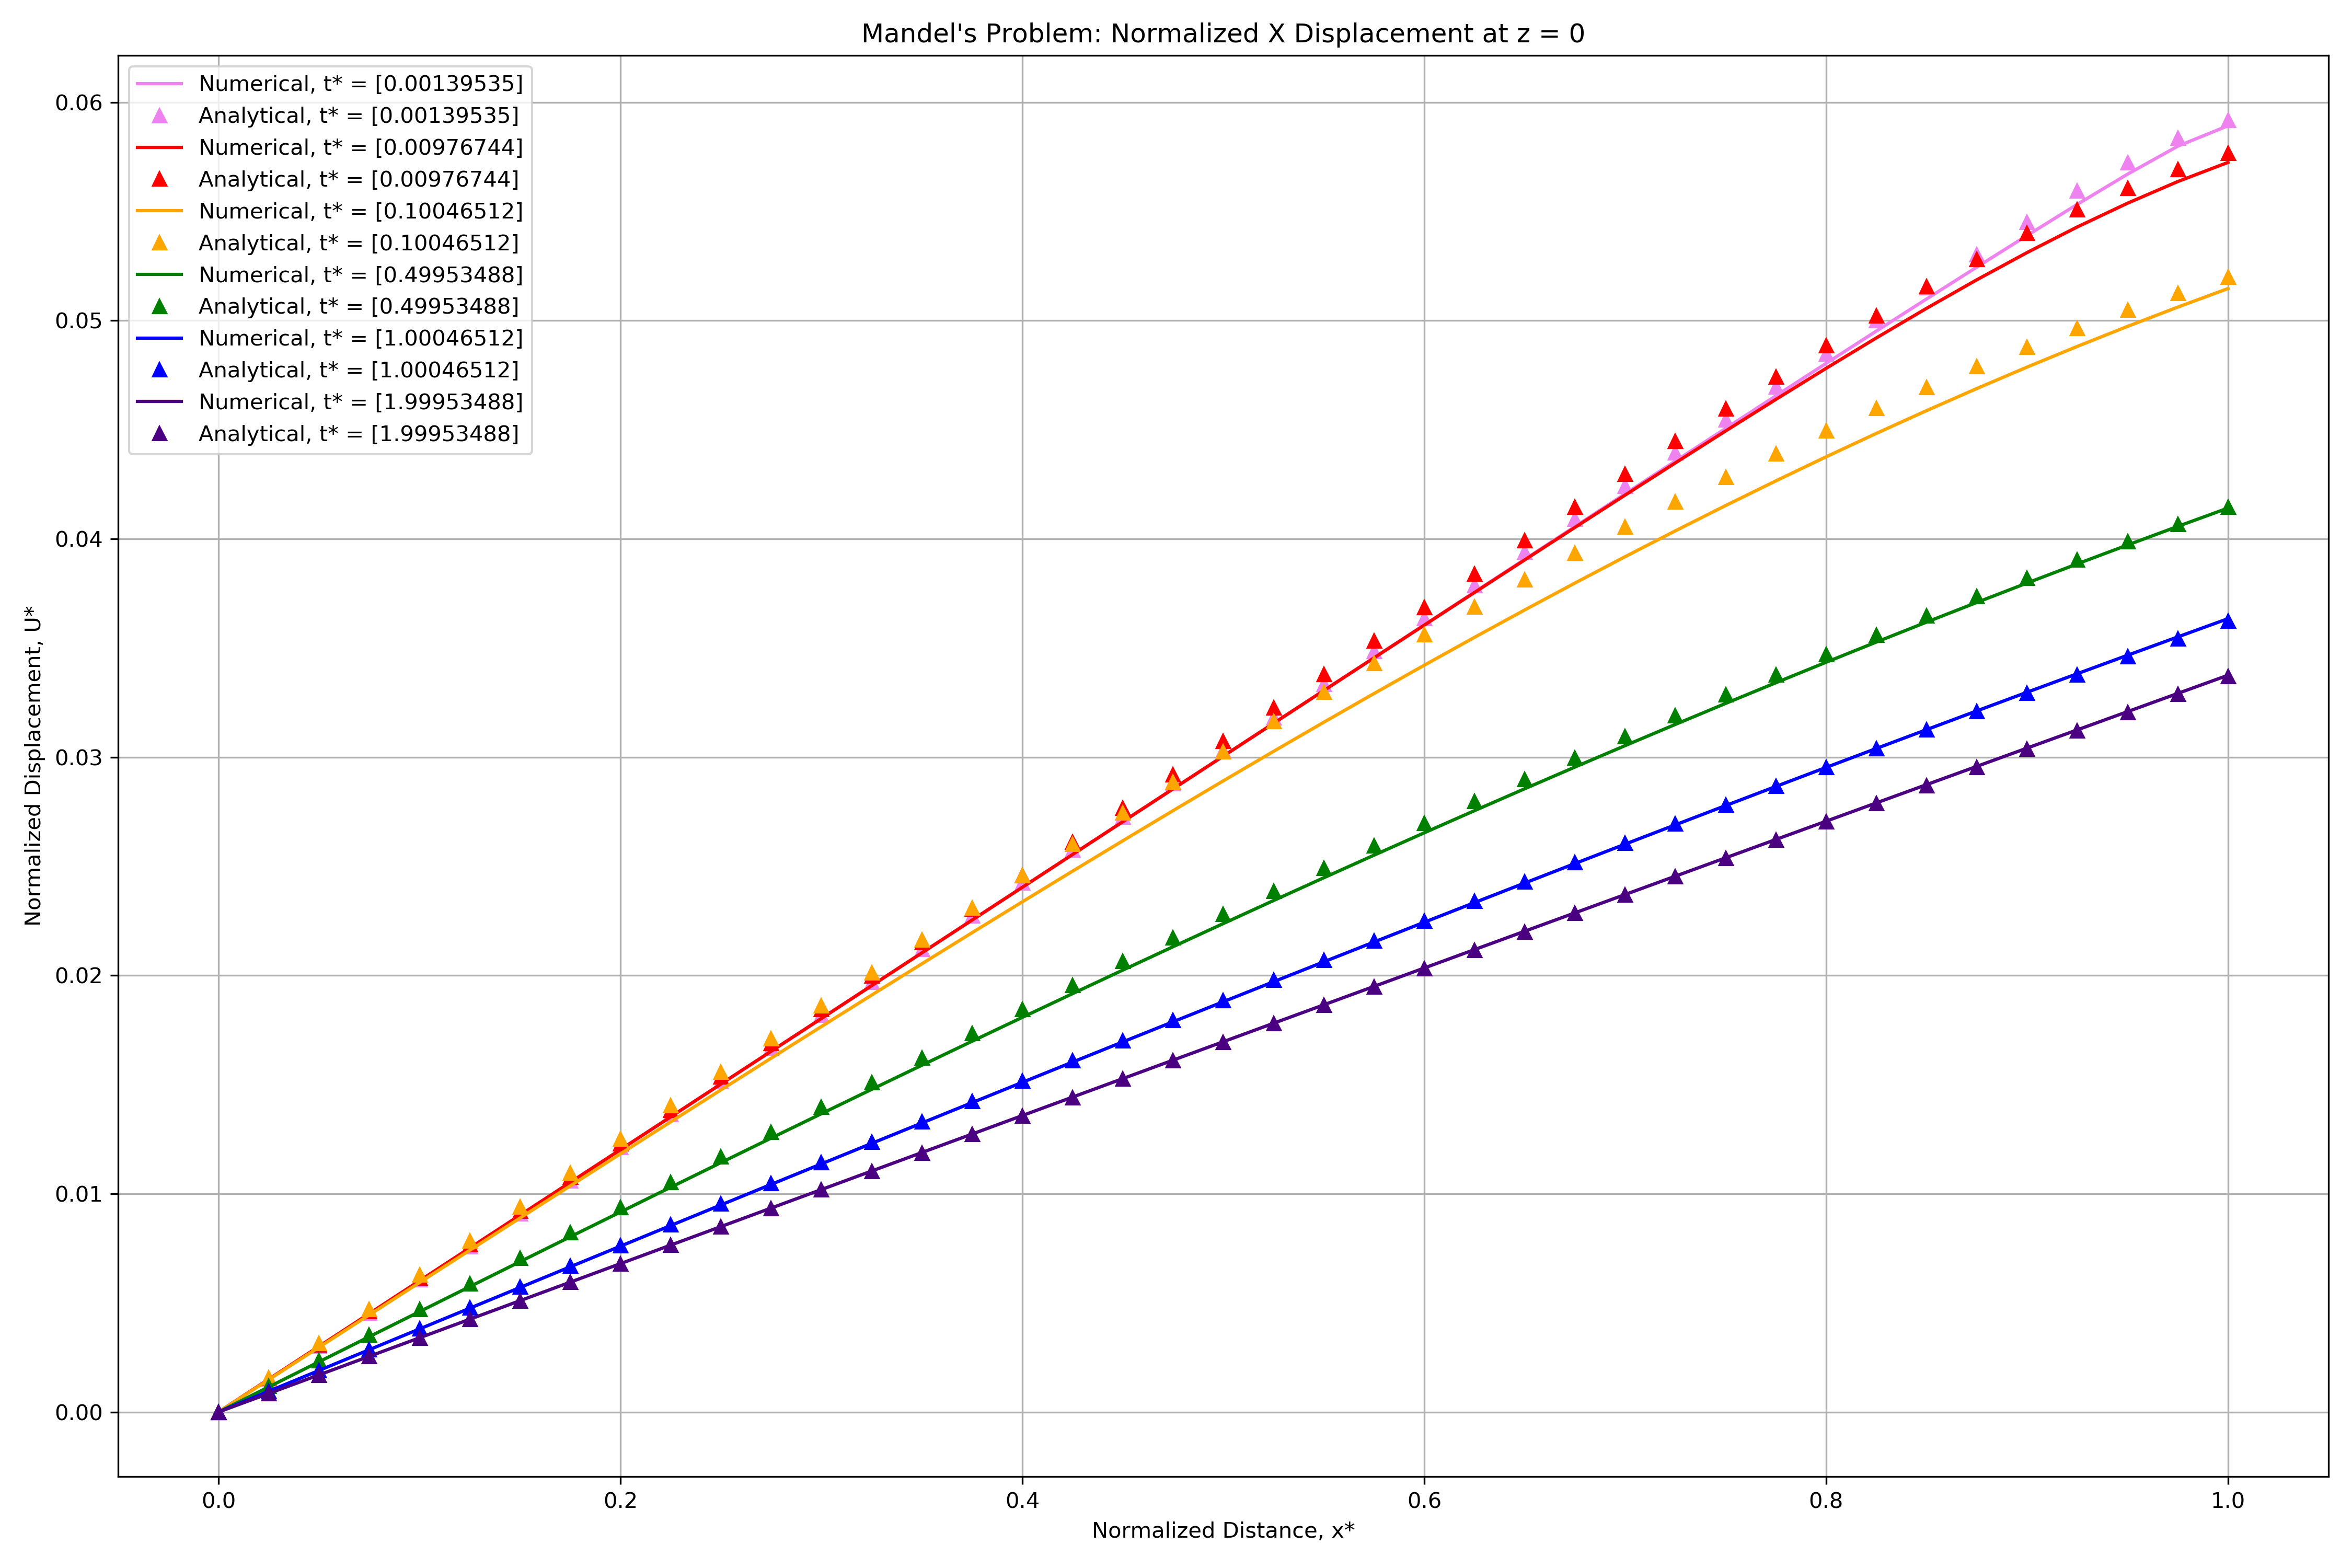 Mandel's Problem: Normalized X Displacement at z = 0
Numerical, t* = [0.00139535]
Analytical, t* = [0.00139535]
Numerical, t* = [0.00976744]
Analytical, t* = [0.00976744]
Numerical, t* = [0.10046512]
Analytical, t* = [0.10046512]
Numerical, t* = [0.49953488]
Analytical, t* = [0.49953488]
Numerical, t* = [1.00046512]
Analytical, t* = [1.00046512]
Numerical, t* = [1.99953488]
Analytical, t* = [1.99953488]
Normalized Displacement, U*
0.06
0.05
0.04
0.03
0.02
0.01
0.00
0.0 0.2 0.4 0.6 0.8 1.0
Normalized Distance, x*